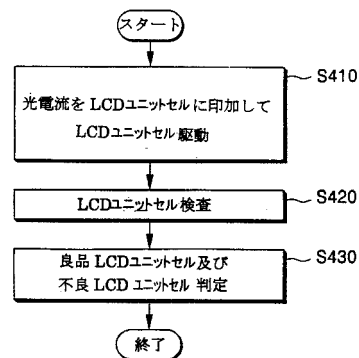 スタート
S410
光電流をLCDユニットセルに印加して
LCDユニットセル駆動
S420
LCDユニットセル検査
S430
良品LCDユニットセル及び
不良LCDユニットセル判定
終了